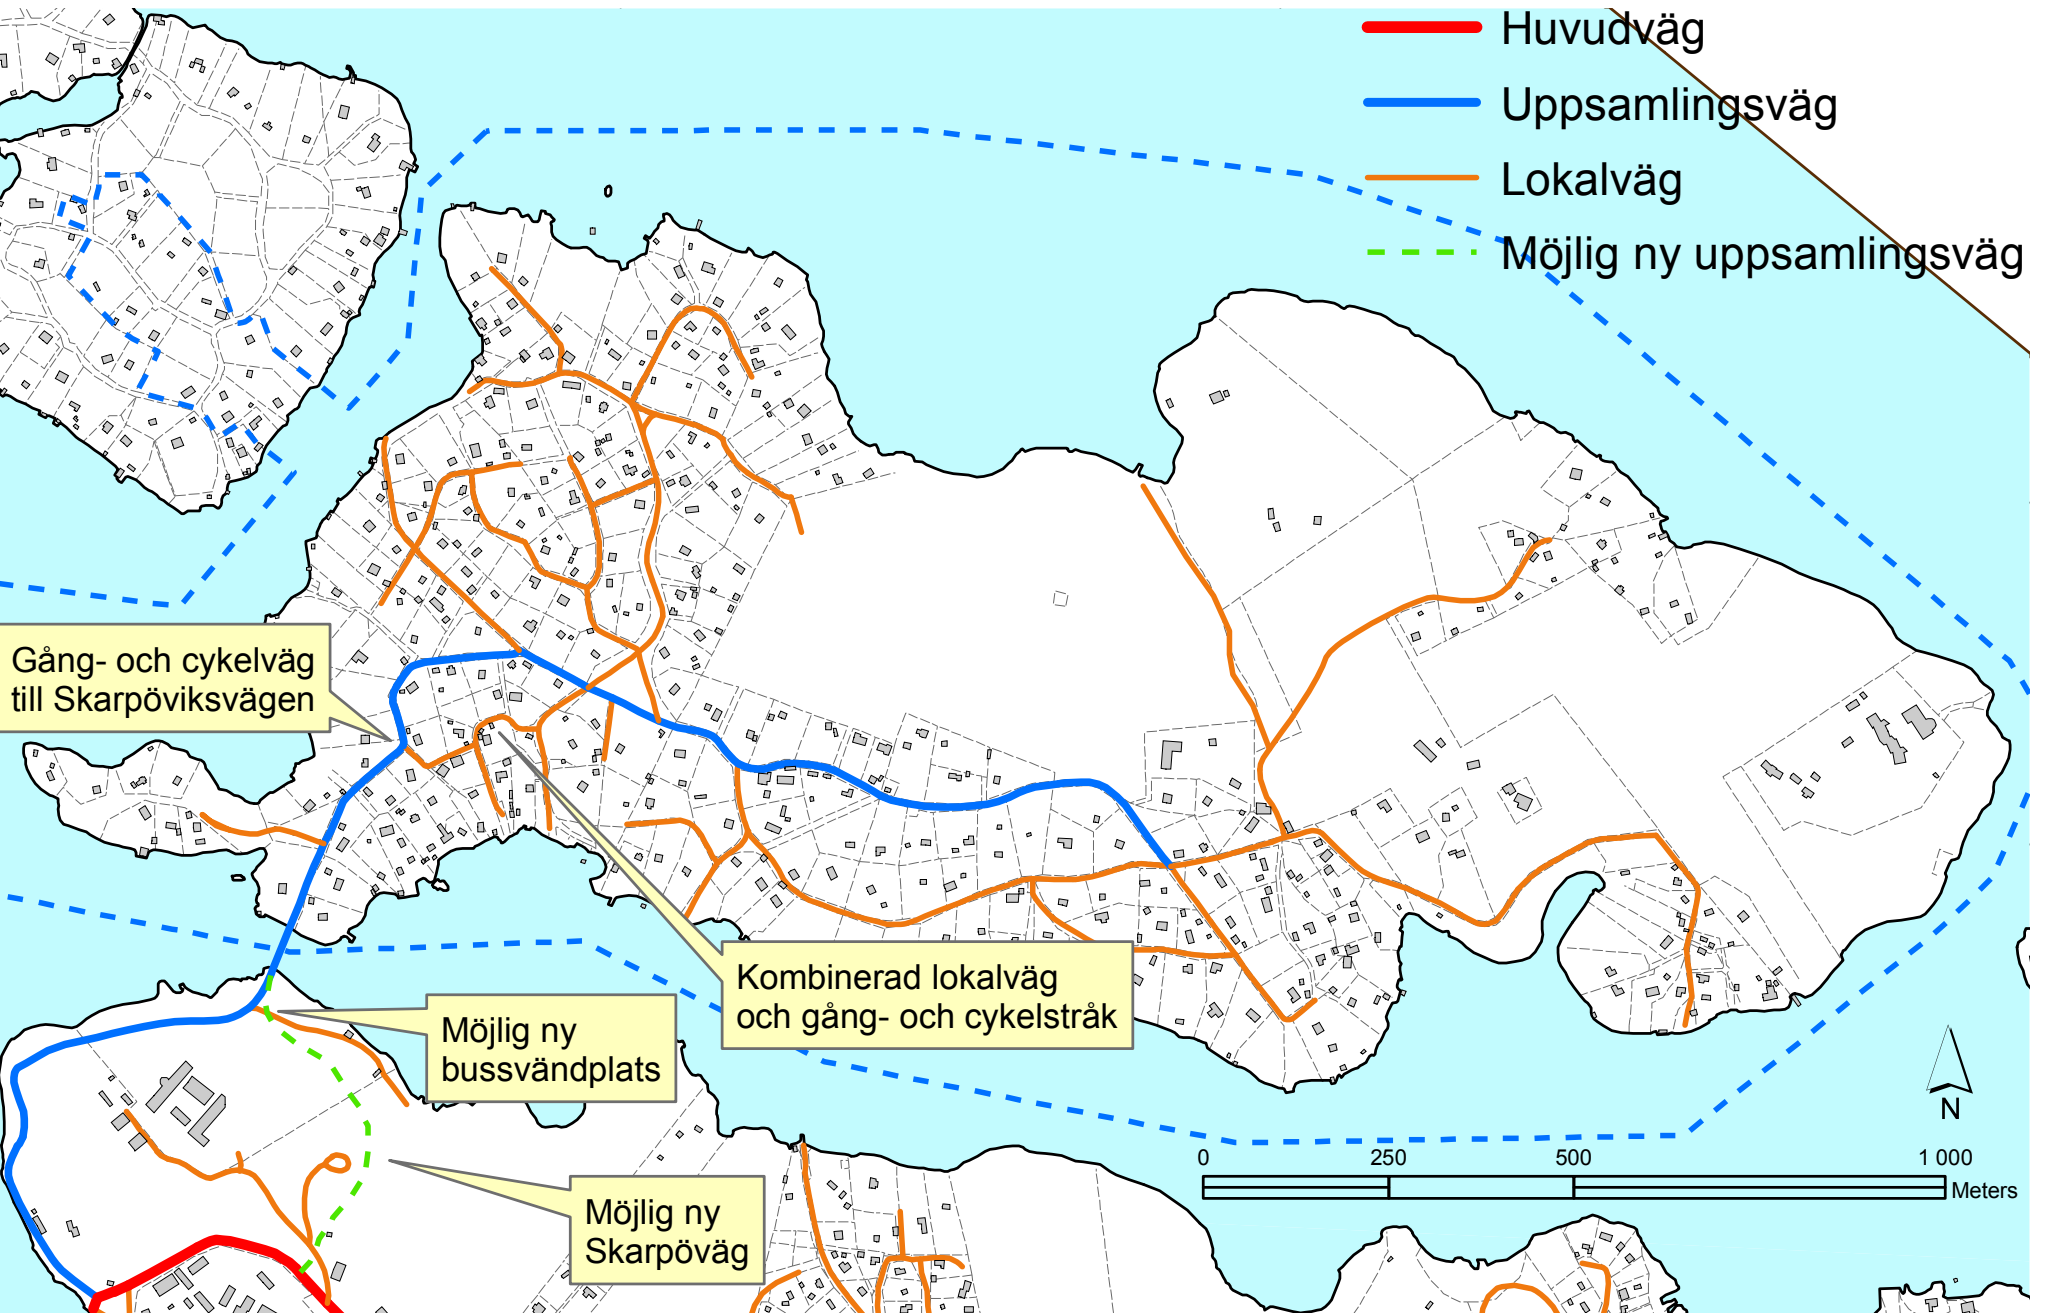 Huvudväg
Uppsamlingsväg
Lokalväg
Möjlig ny uppsamlingsväg
Gång- och cykelväg
till Skarpöviksvägen
Kombinerad lokalväg
och gång- och cykelstråk
Möjlig ny
bussvändplats
Möjlig ny
Skarpöväg
N
0 250 500 1 000
Meters